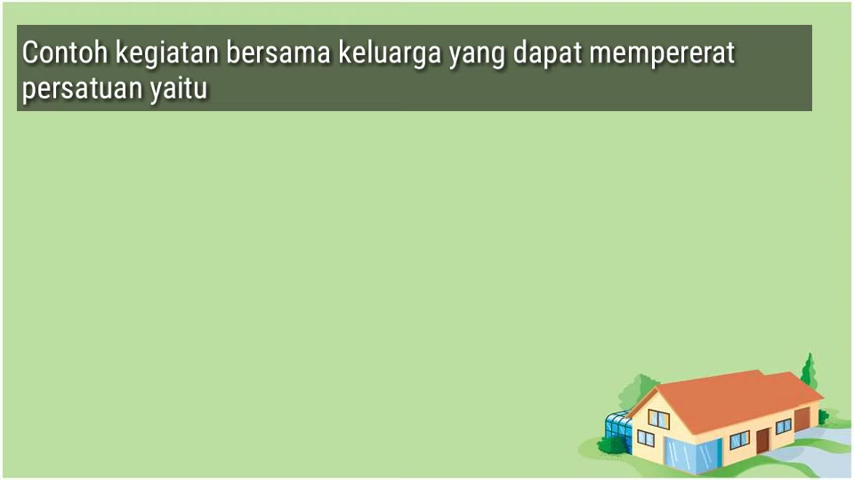 Contoh kegiatan bersama keluarga yang dapat mempererat
persatuan yaitu